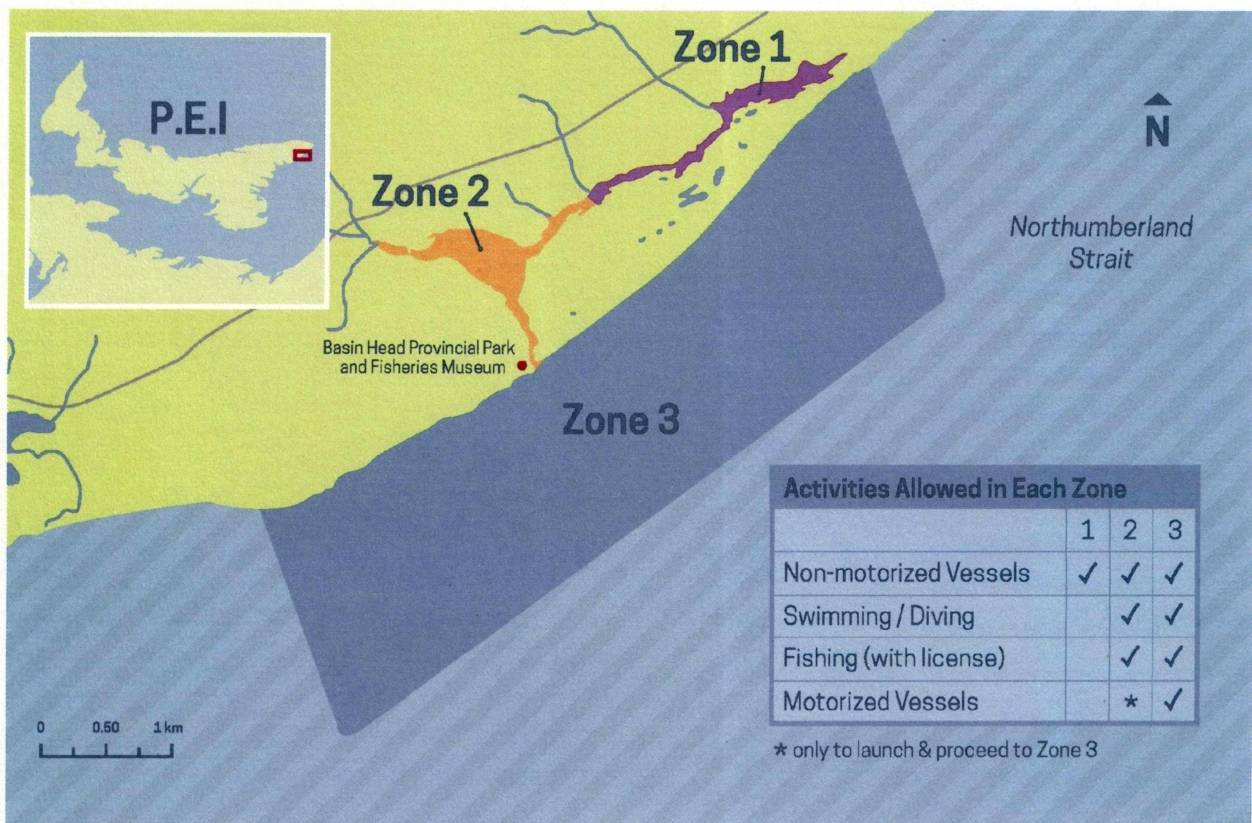 Zone 1
P.E.I
N
Zone 2
Northumberland
Strait
Basin Head Provincial Park
and Fisheries Museum
Zone 3
Activities Allowed in Each Zone
1 2 3
Non-motorized Vessels ✓ ✓ ✓
Swimming / Diving ✓ ✓
Fishing (with license) ✓ ✓
Motorized Vessels * ✓
* only to launch & proceed to Zone 3
0 0.50 1 km